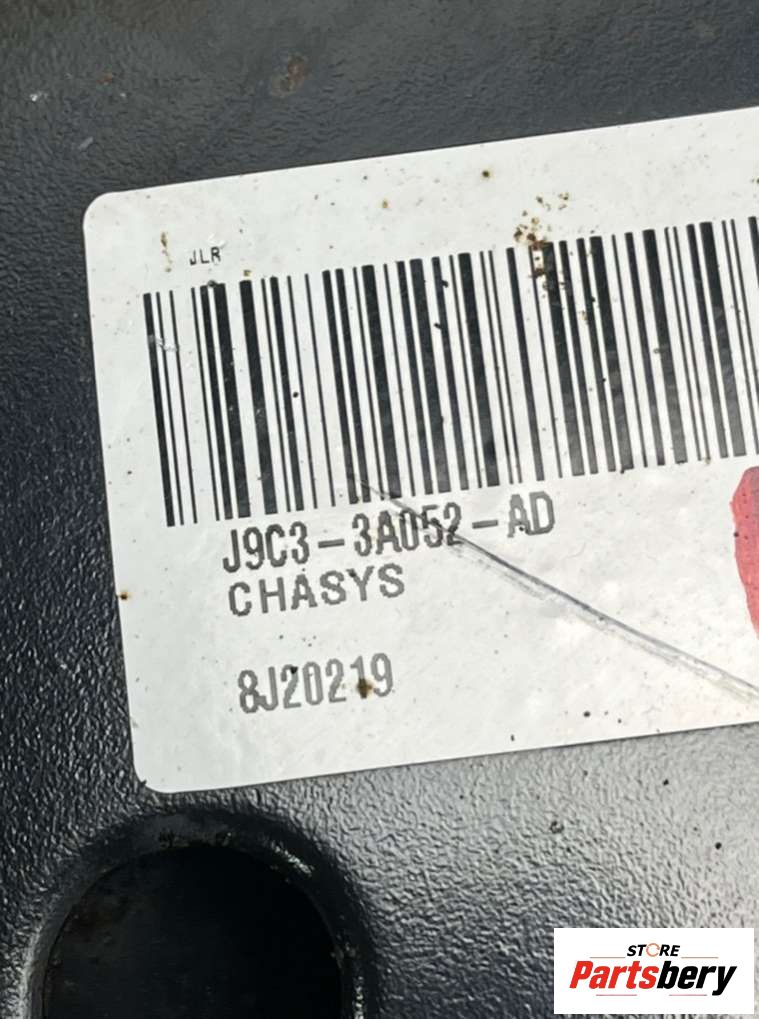 JLR
J9C3-3A052-AD
CHASYS
8J20219
STORE
Partsbery